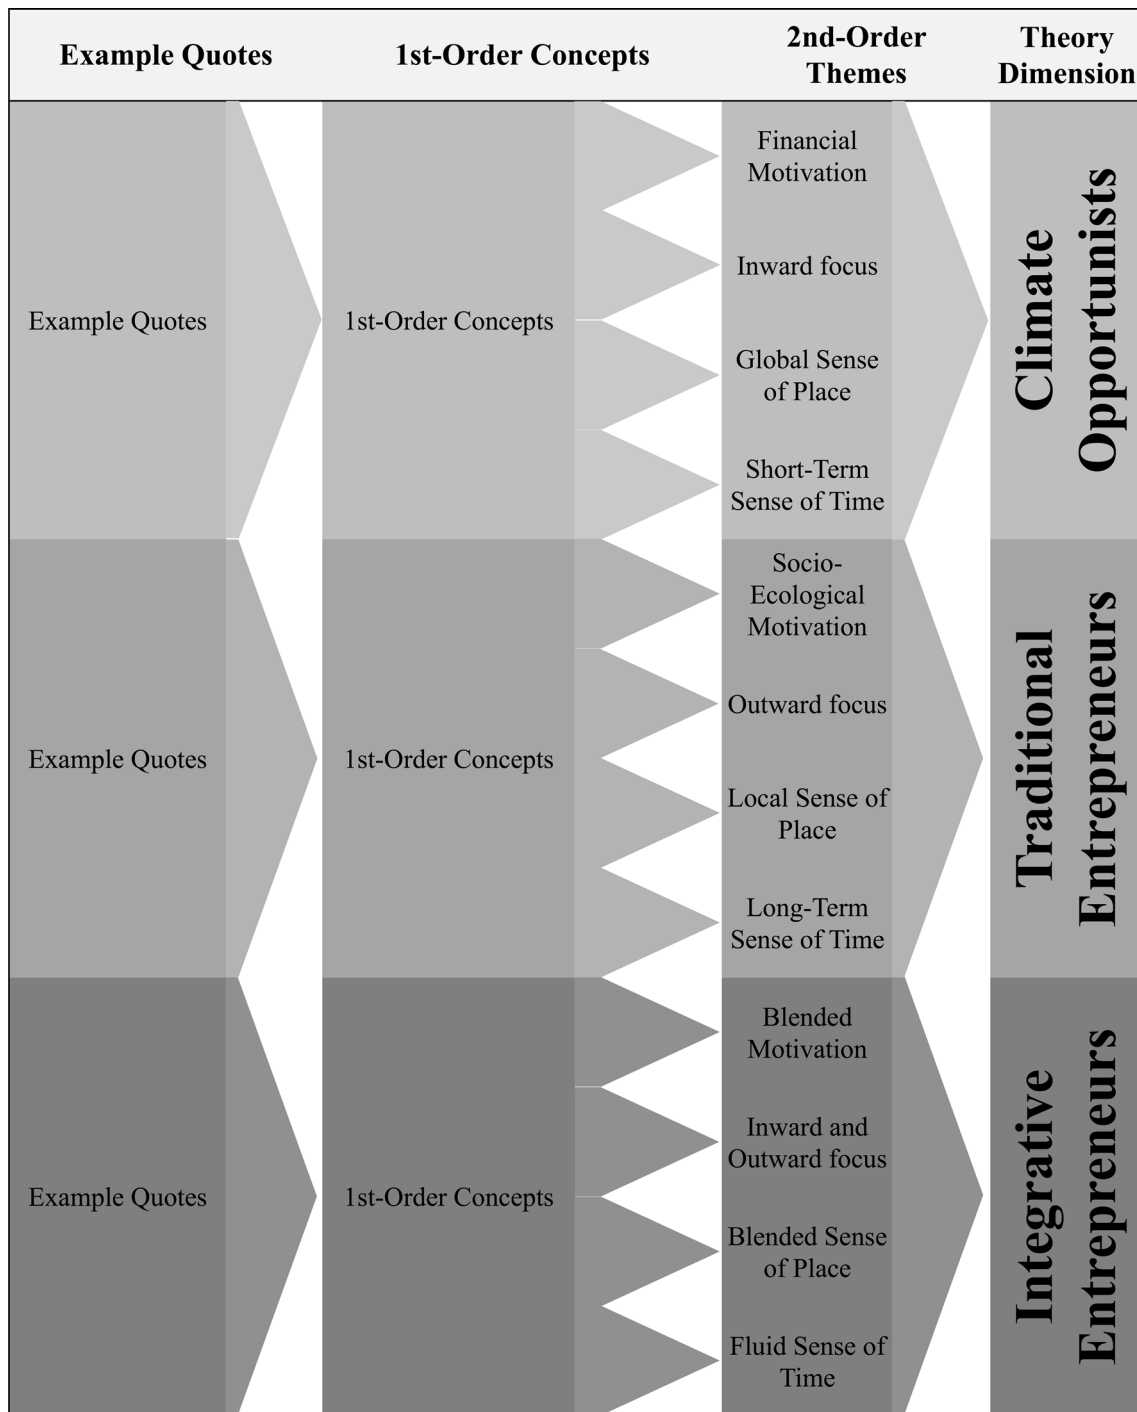 Example Quotes
1st-Order Concepts
2nd-Order
Themes
Theory
Dimension
Example Quotes
1st-Order Concepts
Financial
Motivation
Inward focus
Global Sense
of Place
Short-Term
Sense of Time
Climate
Opportunists
Example Quotes
1st-Order Concepts
Socio-
Ecological
Motivation
Outward focus
Local Sense of
Place
Long-Term
Sense of Time
Traditional
Entrepreneurs
Example Quotes
1st-Order Concepts
Blended
Motivation
Inward and
Outward focus
Blended Sense
of Place
Fluid Sense of
Time
Integrative
Entrepreneurs